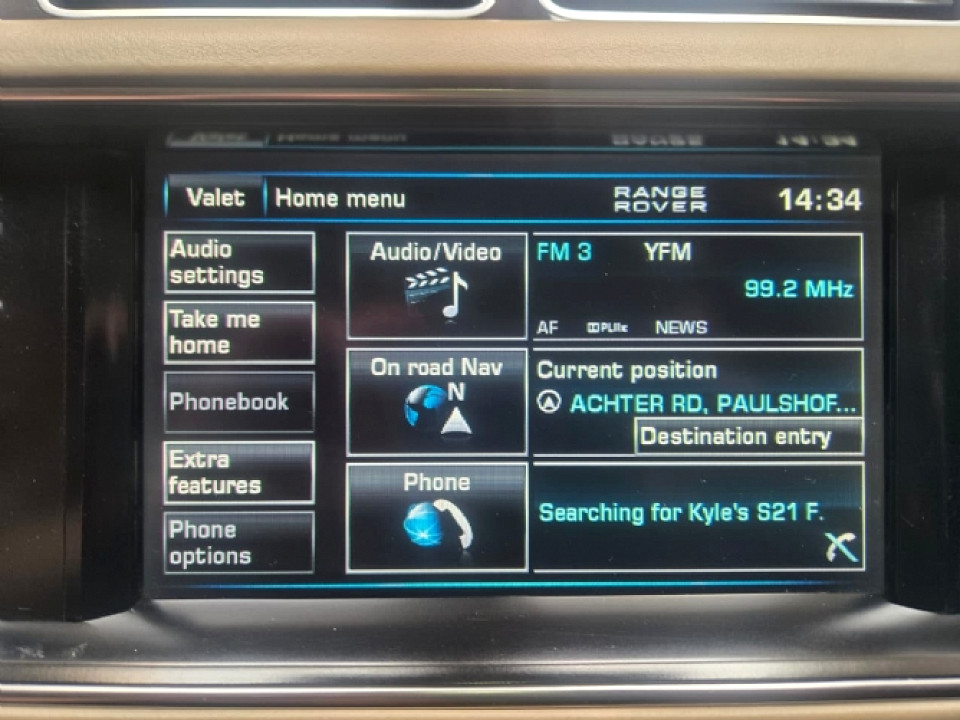 Valet
Home menu
RANGE
ROVER
14:34
Audio
settings
Take me
home
Phonebook
Extra
features
Phone
options
Audio/Video
On road Nav
N
Phone
FM 3 YFM
99.2 MHz
AF PLIIx NEWS
Current position
ACHTER RD, PAULSHOF...
Destination entry
Searching for Kyle's S21 F.